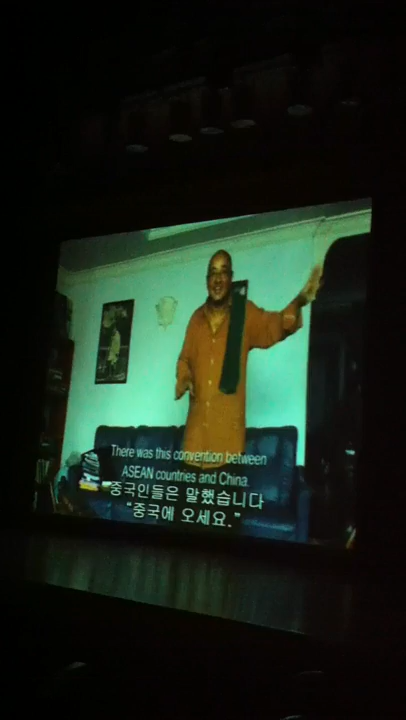 There was this convention between
ASEAN countries and China.
중국인들은 말했습니다
“중국에 오세요.”